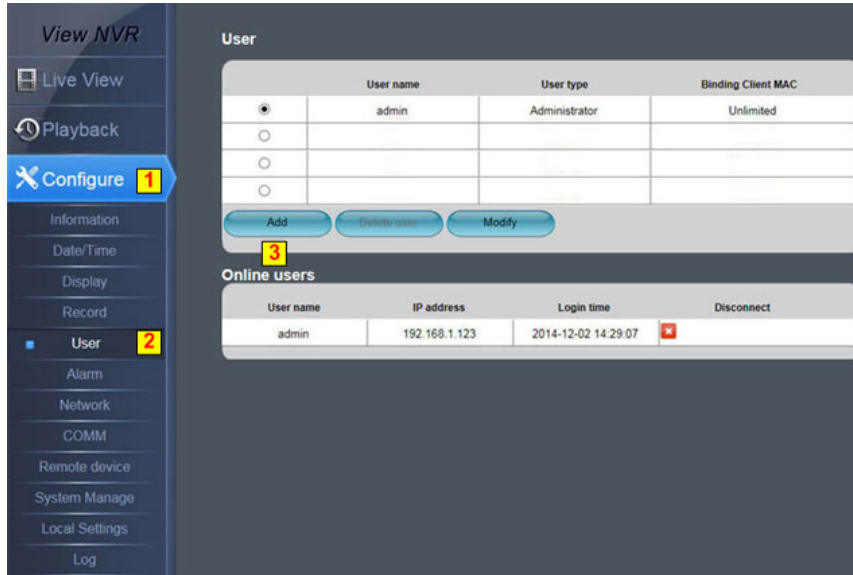 View NVR
Live View
Playback
Configure 1
Information
Date/Time
Display
Record
User 2
Alarm
Network
COMM
Remote device
System Manage
Local Settings
Log
User
User name User type Binding Client MAC
admin Administrator Unlimited
Add Delete user Modify
3
Online users
User name IP address Login time Disconnect
admin 192.168.1.123 2014-12-02 14:29:07